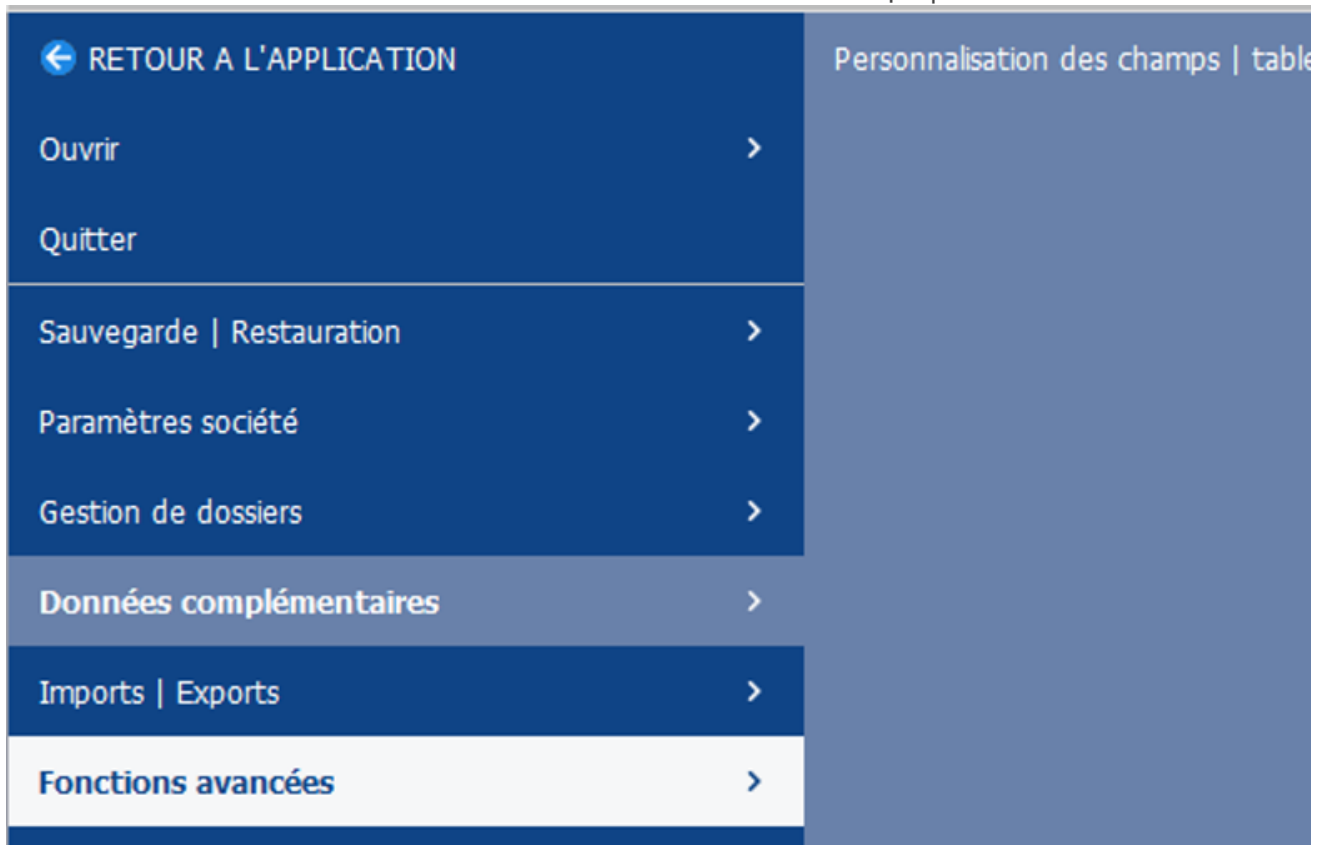 RETOUR A L'APPLICATION
Personnalisation des champs | table
Ouvrir
Quitter
Sauvegarde | Restauration
Paramètres société
Gestion de dossiers
Données complémentaires
Imports | Exports
Fonctions avancées